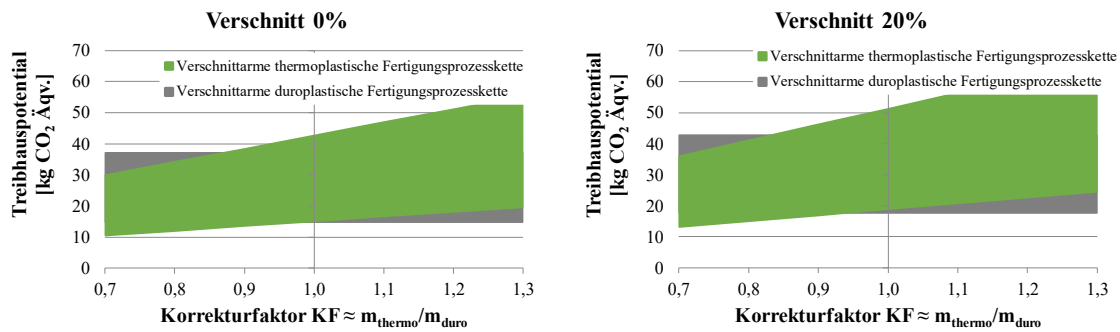 Verschnitt 0%
Treibhauspotential
[kg CO₂ Äqv.]
70
60
50
40
30
20
10
0
Verschnittarme thermoplastische Fertigungsprozesskette
Verschnittarme duroplastische Fertigungsprozesskette
0,7 0,8 0,9 1,0 1,1 1,2 1,3
Korrekturfaktor KF ≈ mthermo/mduro
Verschnitt 20%
Treibhauspotential
[kg CO₂ Äqv.]
70
60
50
40
30
20
10
0
Verschnittarme thermoplastische Fertigungsprozesskette
Verschnittarme duroplastische Fertigungsprozesskette
0,7 0,8 0,9 1,0 1,1 1,2 1,3
Korrekturfaktor KF ≈ mthermo/mduro